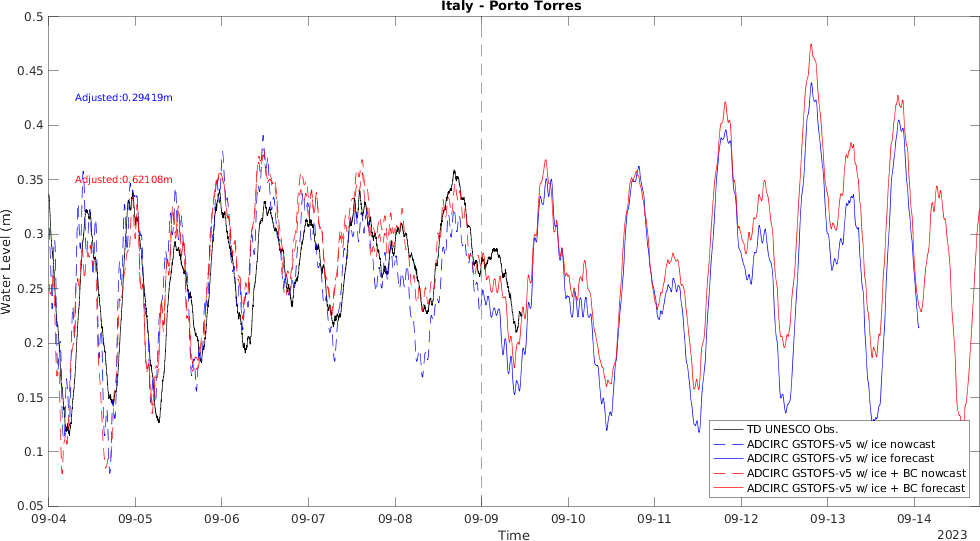 Italy - Porto Torres
0.5
0.45
0.4
0.35
0.3
0.25
0.2
0.15
0.1
0.05
Water Level (m)
Adjusted:0.29419m
Adjusted:0.62108m
TD UNESCO Obs.
ADCIRC GSTOFS-v5 w/ ice nowcast
ADCIRC GSTOFS-v5 w/ ice forecast
ADCIRC GSTOFS-v5 w/ ice + BC nowcast
ADCIRC GSTOFS-v5 w/ ice + BC forecast
09-04 09-05 09-06 09-07 09-08 09-09 09-10 09-11 09-12 09-13 09-14
Time
2023